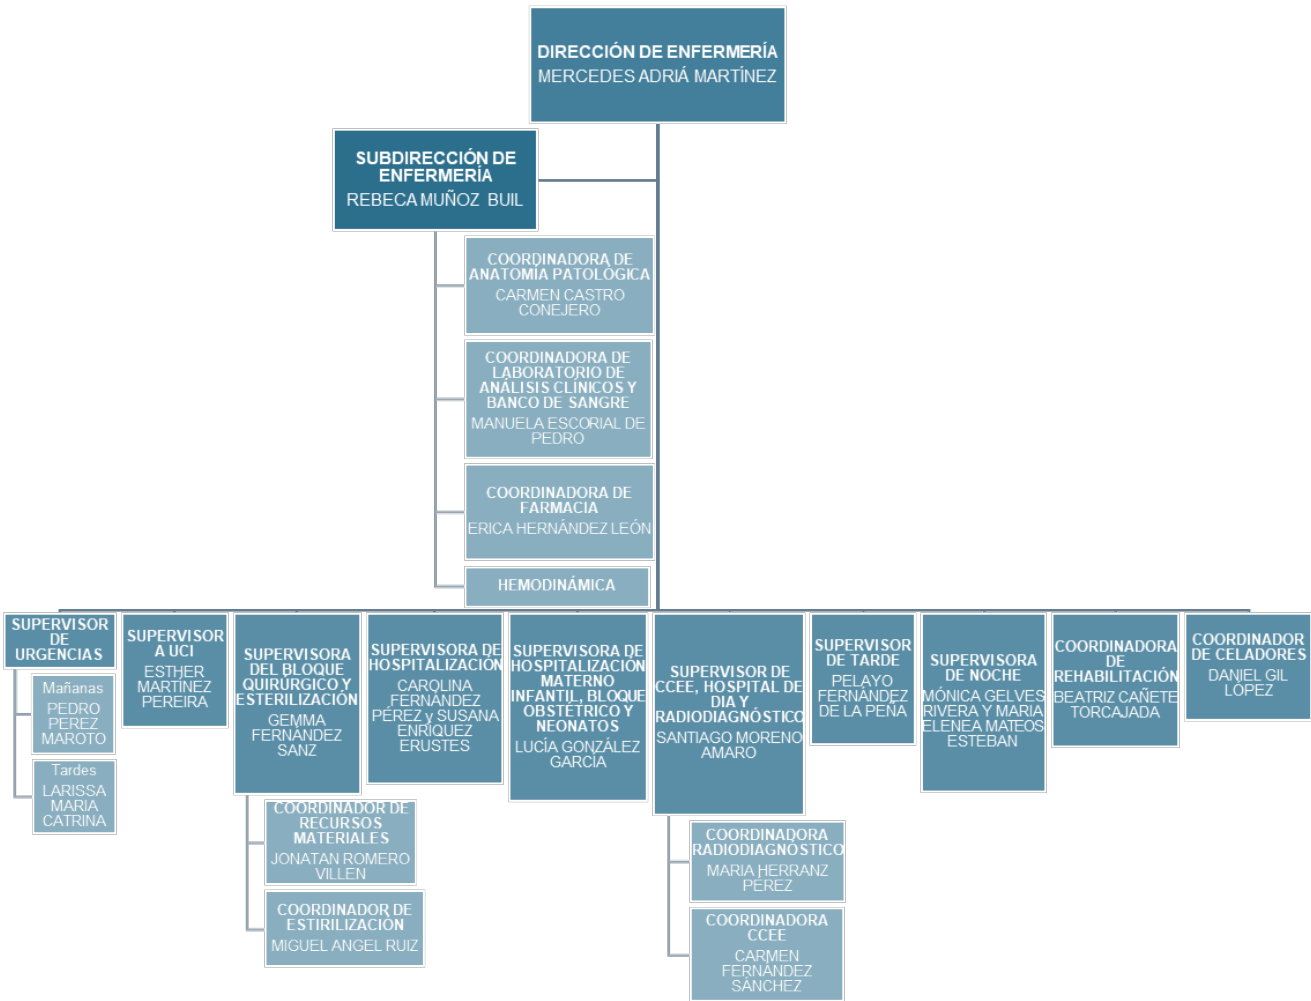 DIRECCIÓN DE ENFERMERÍA
MERCEDES ADRIÁ MARTÍNEZ
SUBDIRECCIÓN DE
ENFERMERÍA
REBECA MUÑOZ BUIL
COORDINADORA DE
ANATOMÍA PATOLÓGICA
CARMEN CASTRO
CONEJERO
COORDINADORA DE
LABORATORIO DE
ANÁLISIS CLÍNICOS Y
BANCO DE SANGRE
MANUELA ESCORIAL DE
PEDRO
COORDINADORA DE
FARMACIA
ERICA HERNÁNDEZ LEÓN
HEMODINÁMICA
SUPERVISOR
DE
URGENCIAS
Mañanas
PEDRO
PEREZ
MAROTO
Tardes
LARISSA
MARIA
CATRINA
SUPERVISOR
A UCI
ESTHER
MARTÍNEZ
PEREIRA
SUPERVISORA
DEL BLOQUE
QUIRÚRGICO Y
ESTERILIZACIÓN
GEMMA
FERNÁNDEZ
SANZ
COORDINADOR DE
RECURSOS
MATERIALES
JONATAN ROMERO
VILLEN
COORDINADOR DE
ESTIRILIZACIÓN
MIGUEL ANGEL RUIZ
SUPERVISORA DE
HOSPITALIZACIÓN
CAROLINA
FERNÁNDEZ
PÉREZ y SUSANA
ENRIQUEZ
ERUSTES
SUPERVISORA DE
HOSPITALIZACIÓN
MATERNO
INFANTIL, BLOQUE
OBSTÉTRICO Y
NEONATOS
LUCÍA GONZÁLEZ
GARCÍA
SUPERVISOR DE
CCEE, HOSPITAL DE
DIA Y
RADIODIAGNÓSTICO
SANTIAGO MORENO
AMARO
COORDINADORA
RADIODIAGNÓSTICO
MARIA HERRANZ
PÉREZ
COORDINADORA
CCEE
CARMEN
FERNÁNDEZ
SÁNCHEZ
SUPERVISOR
DE TARDE
PELAYO
FERNÁNDEZ
DE LA PEÑA
SUPERVISORA
DE NOCHE
MÓNICA GELVES
RIVERA Y MARIA
ELENEA MATEOS
ESTEBAN
COORDINADORA
DE
REHABILITACIÓN
BEATRIZ CAÑETE
TORCAJADA
COORDINADOR
DE CELADORES
DANIEL GIL
LÓPEZ